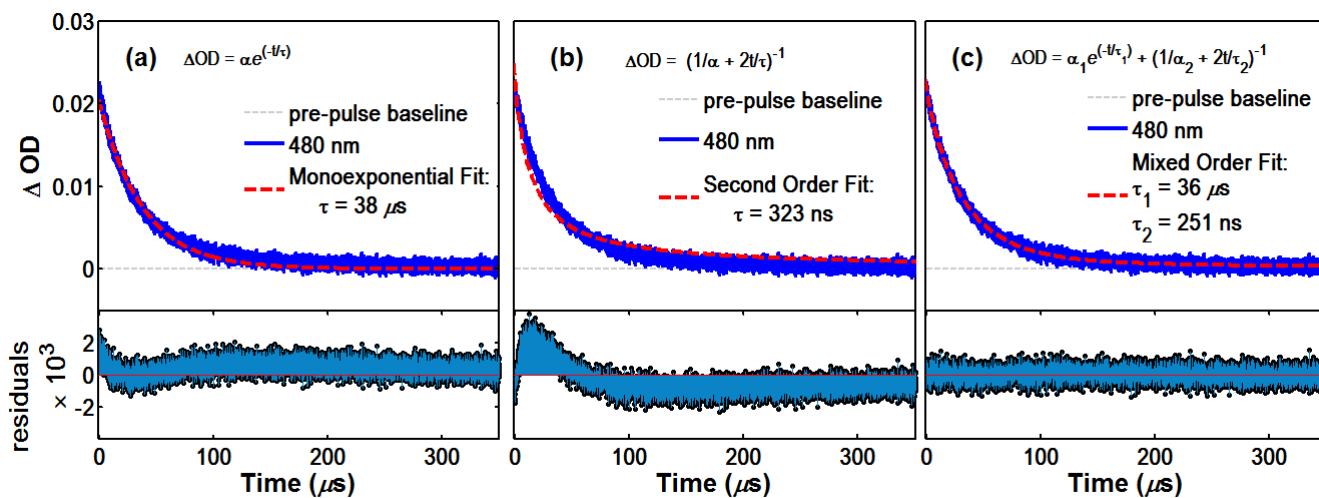 (a) ΔOD = αe^(-t/τ)
pre-pulse baseline
480 nm
Monoexponential Fit:
τ = 38 μs
(b) ΔOD = (1/α + 2t/τ)^-1
pre-pulse baseline
480 nm
Second Order Fit:
τ = 323 ns
(c) ΔOD = α₁e^(-t/τ₁) + (1/α₂ + 2t/τ₂)^-1
pre-pulse baseline
480 nm
Mixed Order Fit:
τ₁ = 36 μs
τ₂ = 251 ns
Δ OD
0.03
0.02
0.01
0
residuals
× 10³
2
0
-2
0 100 200 300
0 100 200 300
0 100 200 300
Time (μs)
Time (μs)
Time (μs)